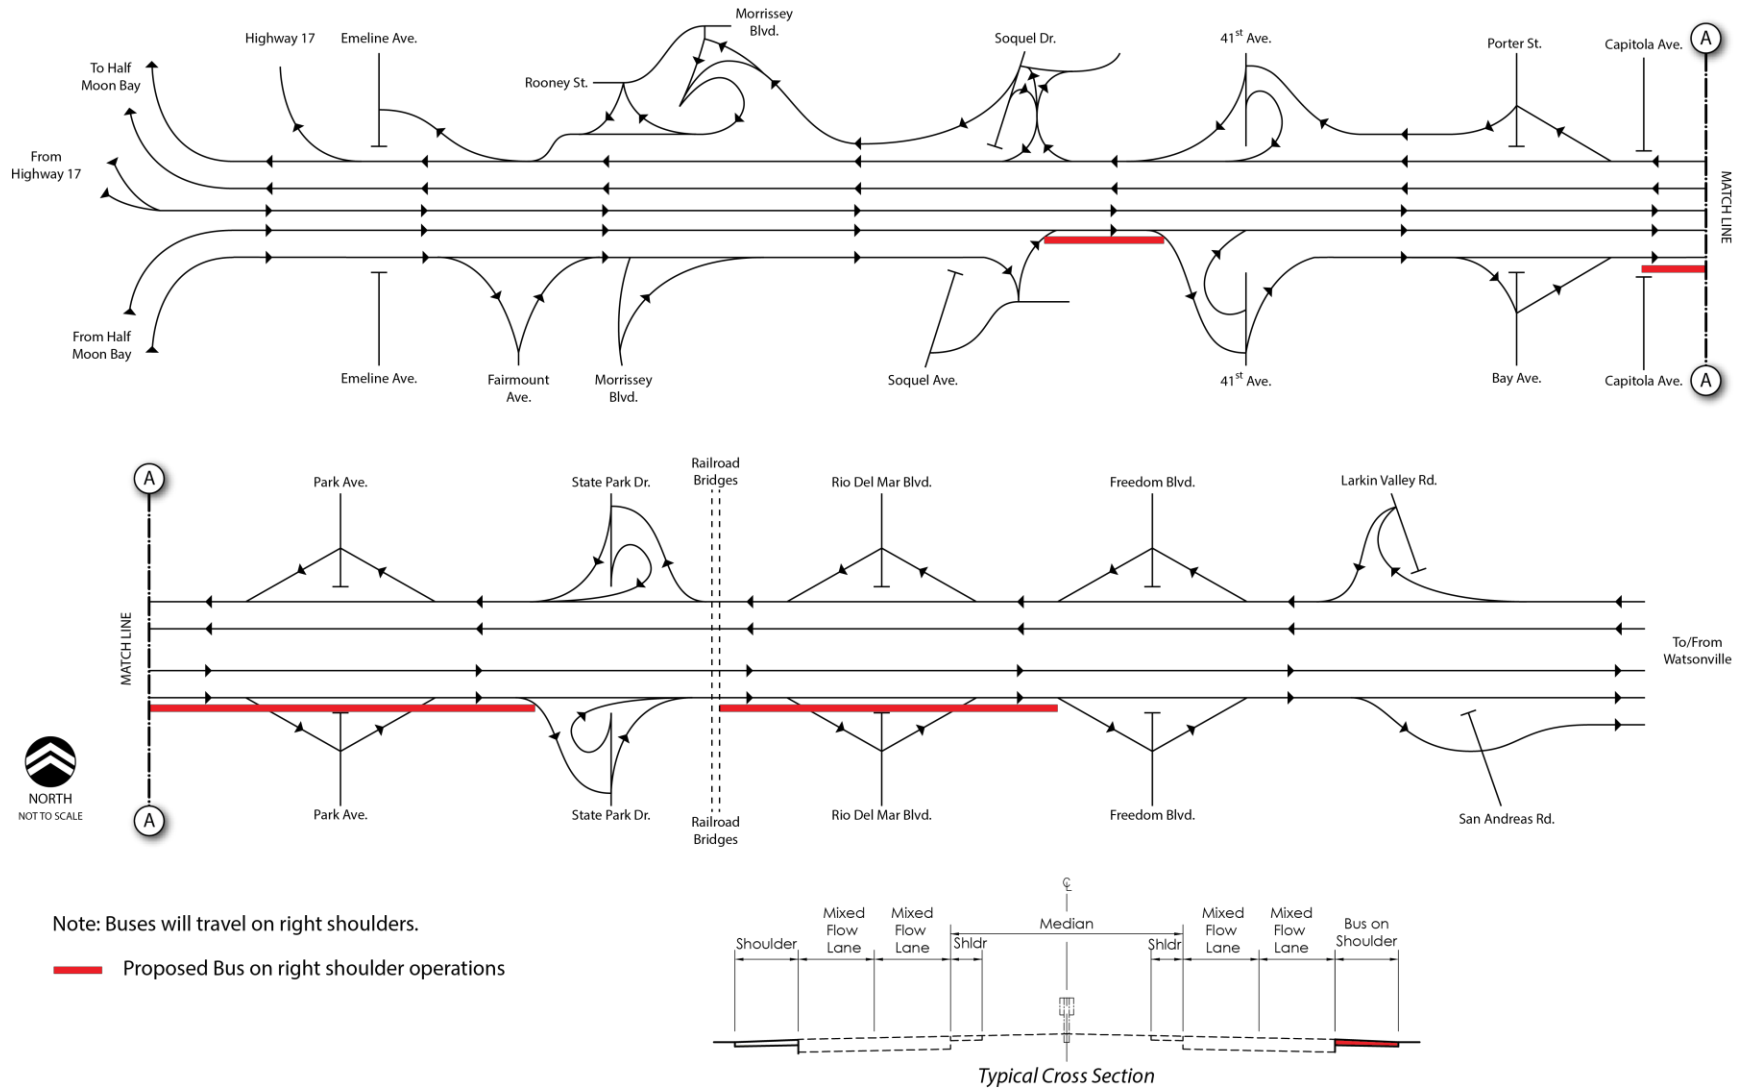 Morrissey
Blvd.
Highway 17
Emeline Ave.
Soquel Dr.
41st Ave.
Porter St.
Capitola Ave.
A
To Half
Moon Bay
Rooney St.
From
Highway 17
MATCH LINE
From Half
Moon Bay
Emeline Ave.
Fairmount
Ave.
Morrissey
Blvd.
Soquel Ave.
41st Ave.
Bay Ave.
Capitola Ave.
A
A
Park Ave.
State Park Dr.
Railroad
Bridges
Rio Del Mar Blvd.
Freedom Blvd.
Larkin Valley Rd.
MATCH LINE
To/From
Watsonville
NORTH
NOT TO SCALE
A
Park Ave.
State Park Dr.
Railroad
Bridges
Rio Del Mar Blvd.
Freedom Blvd.
San Andreas Rd.
Note: Buses will travel on right shoulders.
Proposed Bus on right shoulder operations
℄
Shoulder
Mixed
Flow
Lane
Mixed
Flow
Lane
Shldr
Median
Shldr
Mixed
Flow
Lane
Mixed
Flow
Lane
Bus on
Shoulder
Typical Cross Section